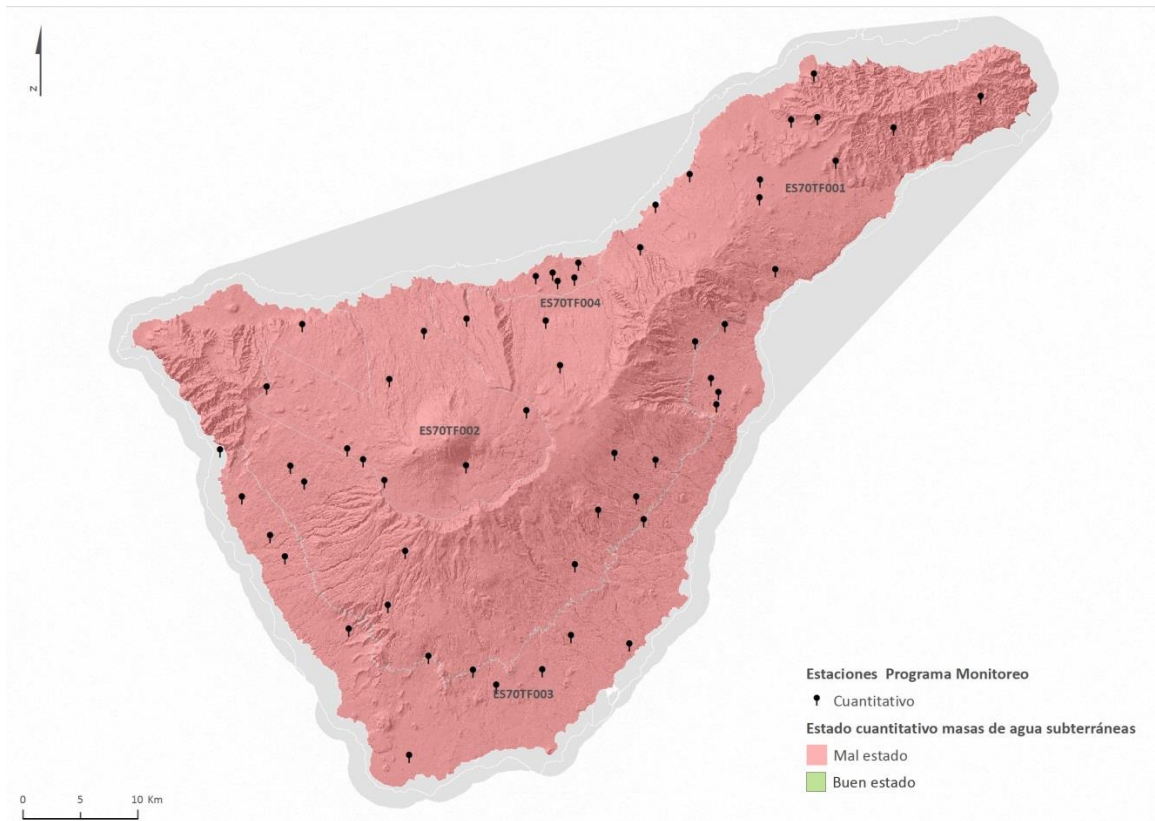 N
ES70TF001
ES70TF004
ES70TF002
ES70TF003
Estaciones Programa Monitoreo
Cuantitativo
Estado cuantitativo masas de agua subterráneas
Mal estado
Buen estado
0 5 10 Km